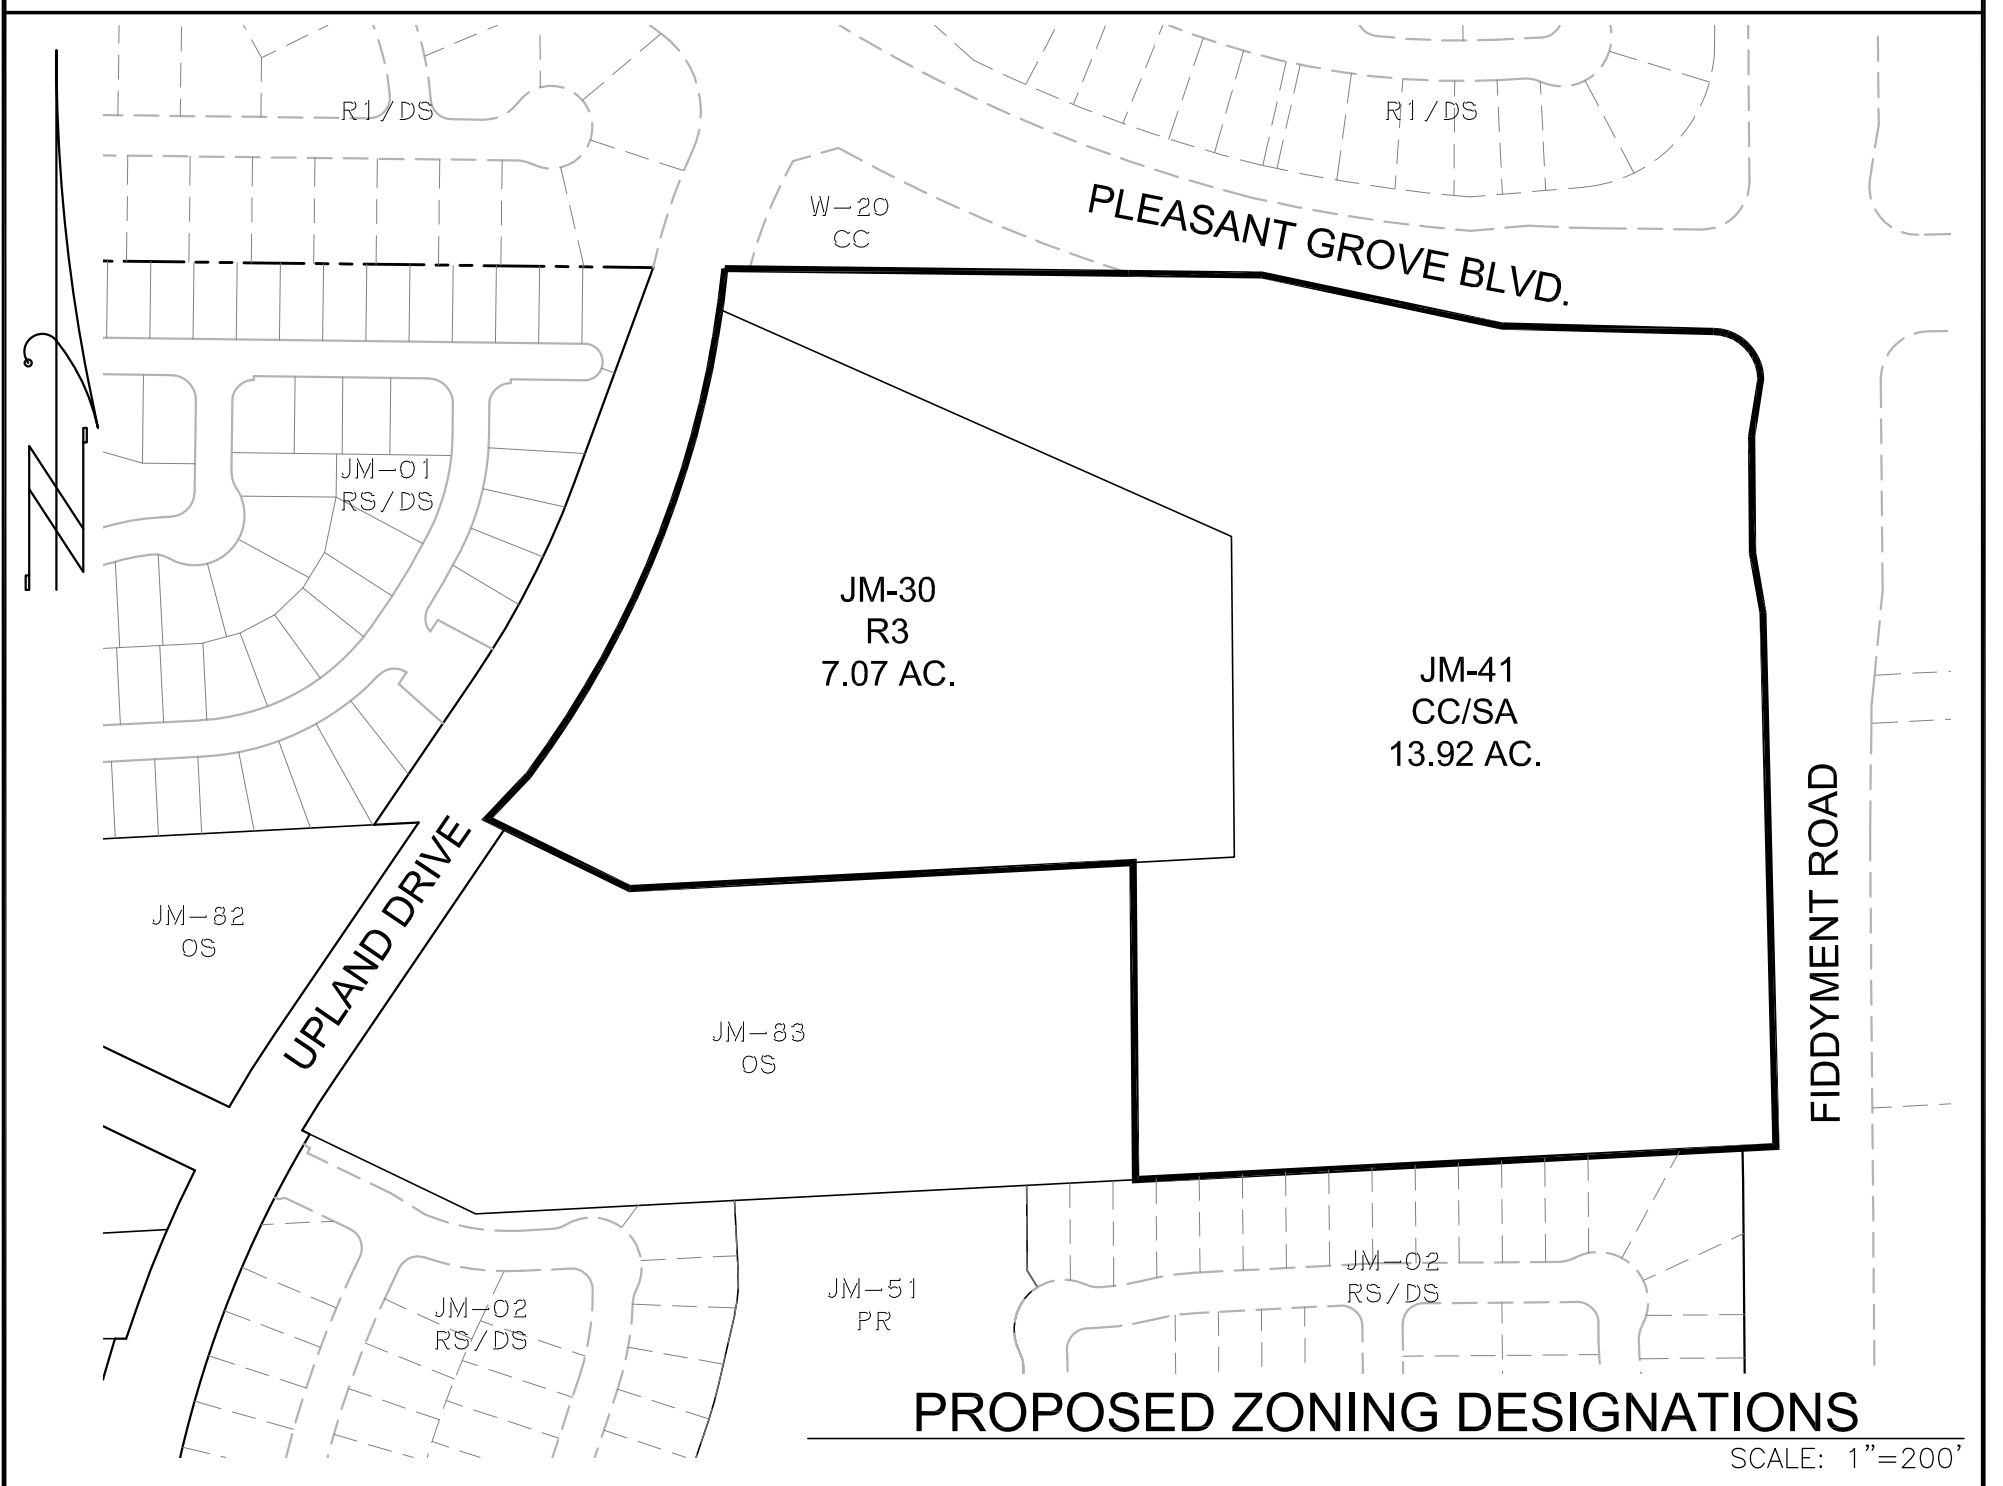 R1/DS
R1/DS
W-20
CC
PLEASANT GROVE BLVD.
JM-01
RS/DS
JM-30
R3
7.07 AC.
JM-41
CC/SA
13.92 AC.
N
UPLAND DRIVE
FIDDYMENT ROAD
JM-82
OS
JM-83
OS
JM-02
RS/DS
JM-51
PR
JM-02
RS/DS
PROPOSED ZONING DESIGNATIONS
SCALE: 1"=200'